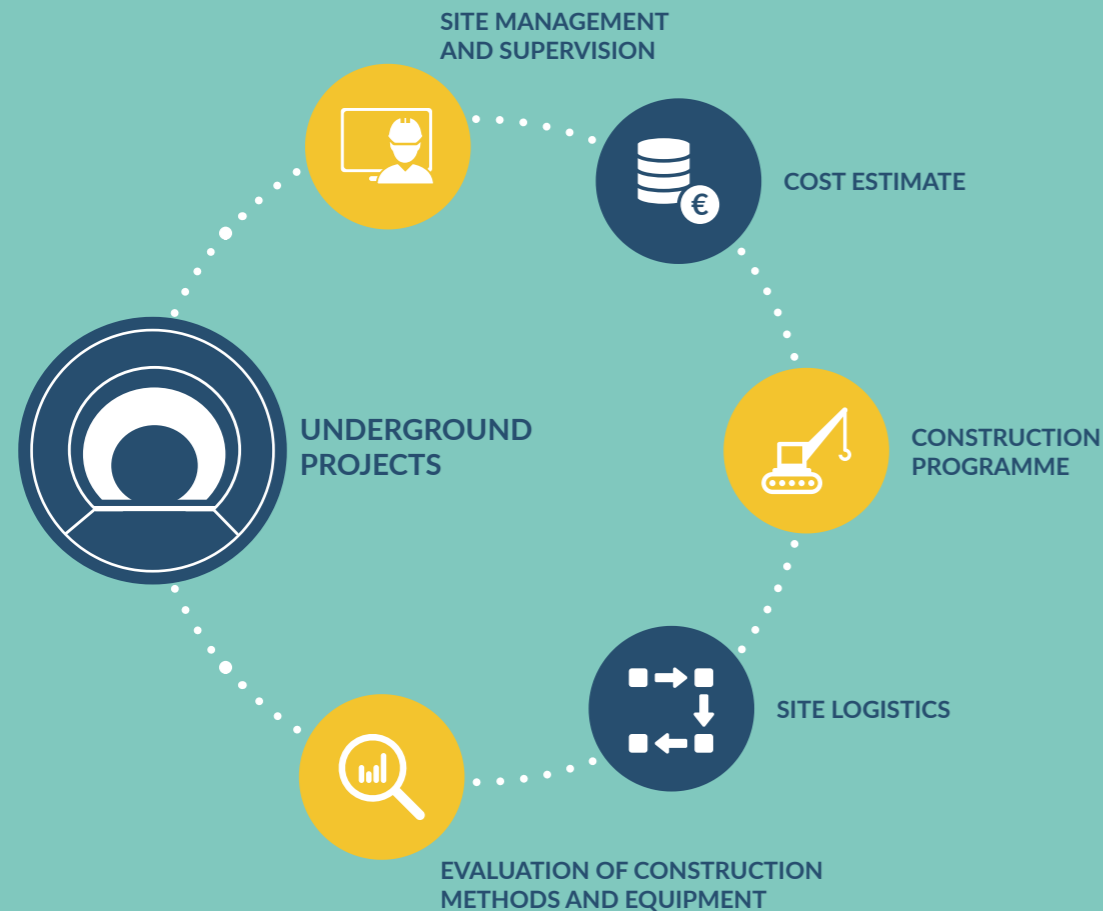 SITE MANAGEMENT
AND SUPERVISION
€
COST ESTIMATE
UNDERGROUND
PROJECTS
CONSTRUCTION
PROGRAMME
SITE LOGISTICS
EVALUATION OF CONSTRUCTION
METHODS AND EQUIPMENT